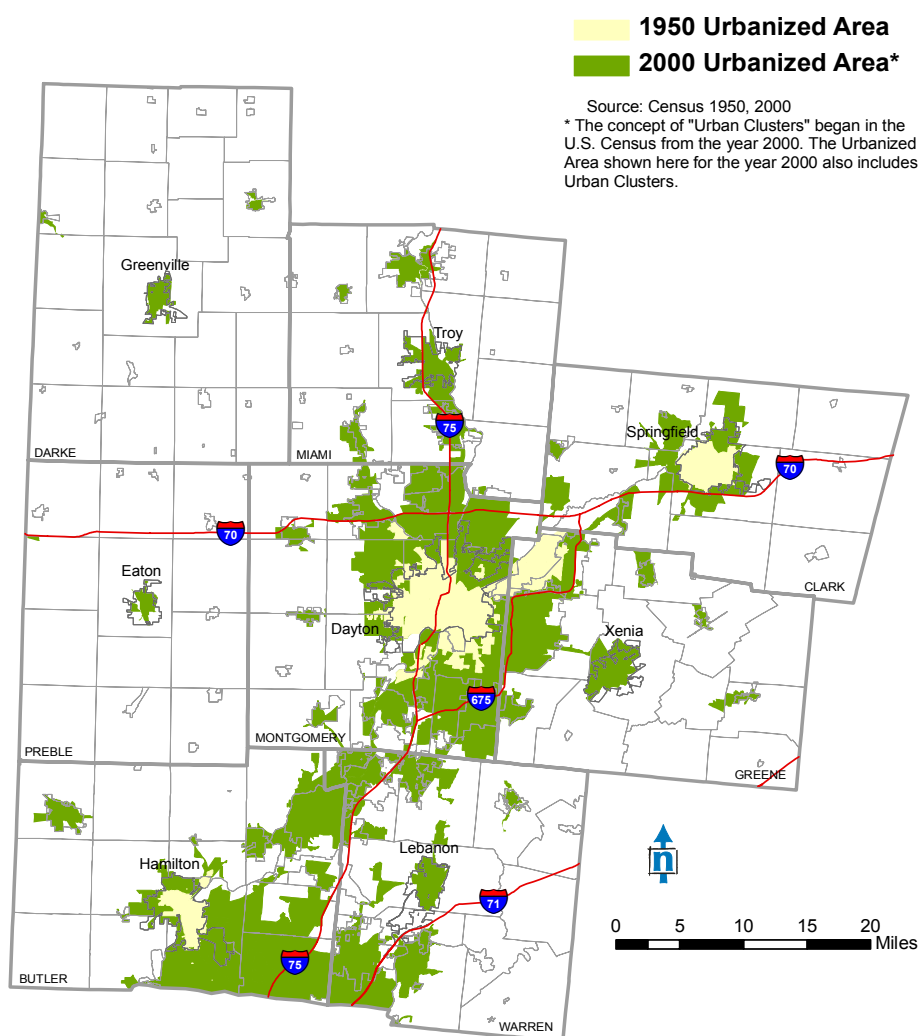 1950 Urbanized Area
2000 Urbanized Area*
Source: Census 1950, 2000
* The concept of "Urban Clusters" began in the
U.S. Census from the year 2000. The Urbanized
Area shown here for the year 2000 also includes
Urban Clusters.
Greenville
Troy
75
Springfield
70
DARKE
MIAMI
70
Eaton
CLARK
Dayton
Xenia
675
MONTGOMERY
PREBLE
GREENE
Hamilton
Lebanon
n
71
0 5 10 15 20
Miles
75
BUTLER
WARREN